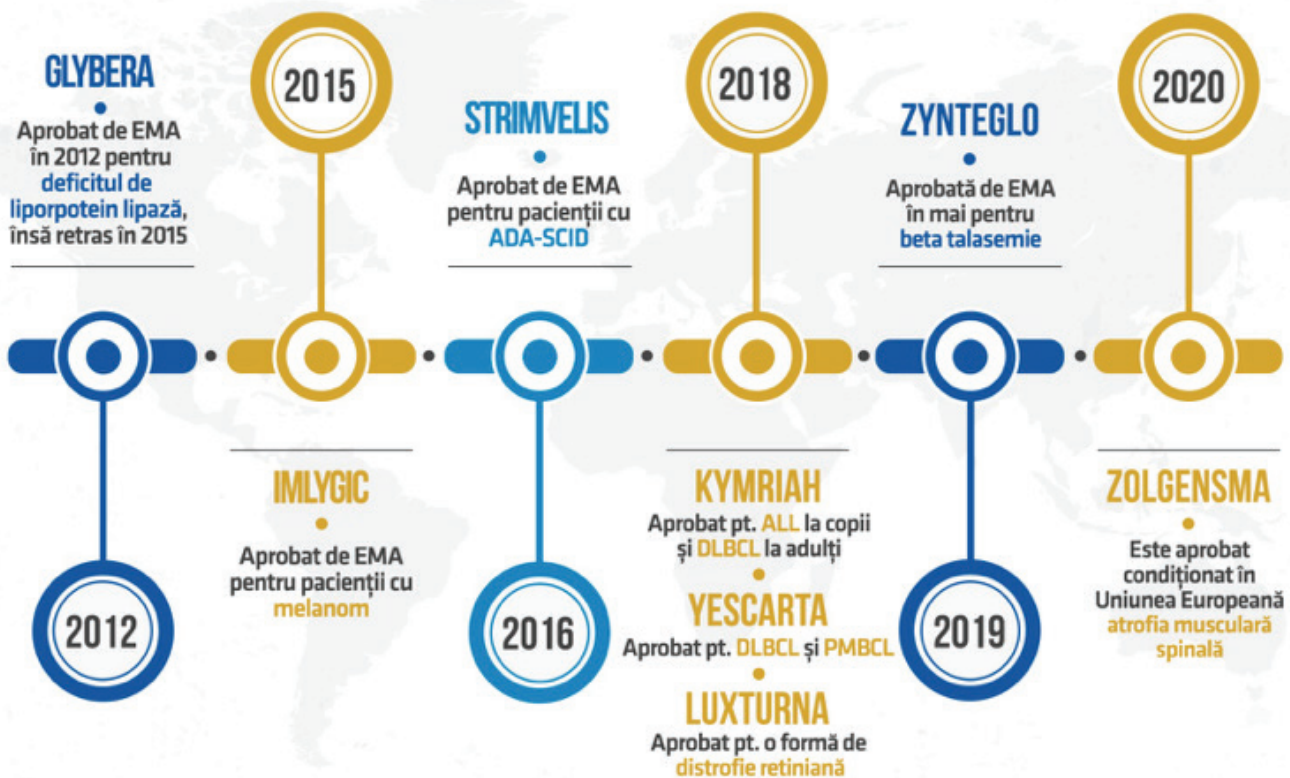 GLYBERA
Aprobat de EMA
în 2012 pentru
deficitul de
liporpotein lipază,
însă retras în 2015
2012
2015
IMLYGIC
Aprobat de EMA
pentru pacienții cu
melanom
STRIMVELIS
Aprobat de EMA
pentru pacienții cu
ADA-SCID
2016
2018
KYMRIAH
Aprobat pt. ALL la copii
și DLBCL la adulți
YESCARTA
Aprobat pt. DLBCL și PMBCL
LUXTURNA
Aprobat pt. o formă de
distrofie retiniană
ZYNTEGLO
Aprobată de EMA
în mai pentru
beta talasemie
2019
2020
ZOLGENSMA
Este aprobat
condiționat în
Uniunea Europeană
atrofia musculară
spinală